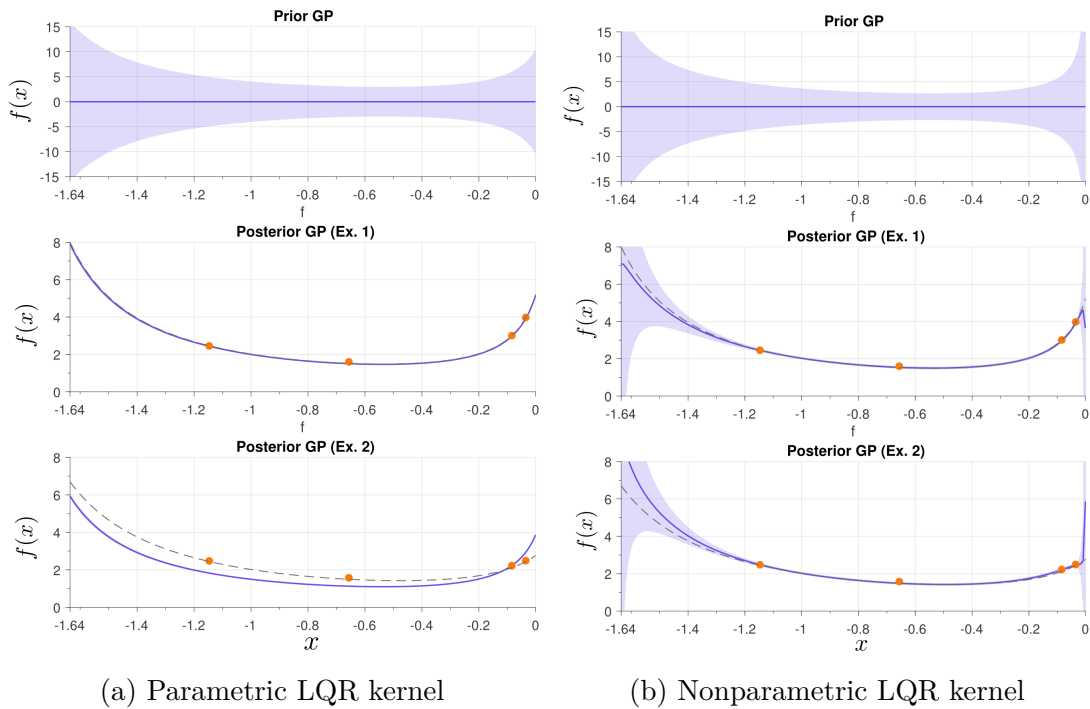 Prior GP
15
10
5
0
-5
-10
-15
f(x)
-1.64 -1.4 -1.2 -1 -0.8 -0.6 -0.4 -0.2 0
f
Posterior GP (Ex. 1)
8
6
4
2
0
f(x)
-1.64 -1.4 -1.2 -1 -0.8 -0.6 -0.4 -0.2 0
f
Posterior GP (Ex. 2)
8
6
4
2
0
f(x)
-1.64 -1.4 -1.2 -1 -0.8 -0.6 -0.4 -0.2 0
x
(a) Parametric LQR kernel
Prior GP
15
10
5
0
-5
-10
-15
f(x)
-1.64 -1.4 -1.2 -1 -0.8 -0.6 -0.4 -0.2 0
f
Posterior GP (Ex. 1)
8
6
4
2
0
f(x)
-1.64 -1.4 -1.2 -1 -0.8 -0.6 -0.4 -0.2 0
f
Posterior GP (Ex. 2)
8
6
4
2
0
f(x)
-1.64 -1.4 -1.2 -1 -0.8 -0.6 -0.4 -0.2 0
x
(b) Nonparametric LQR kernel